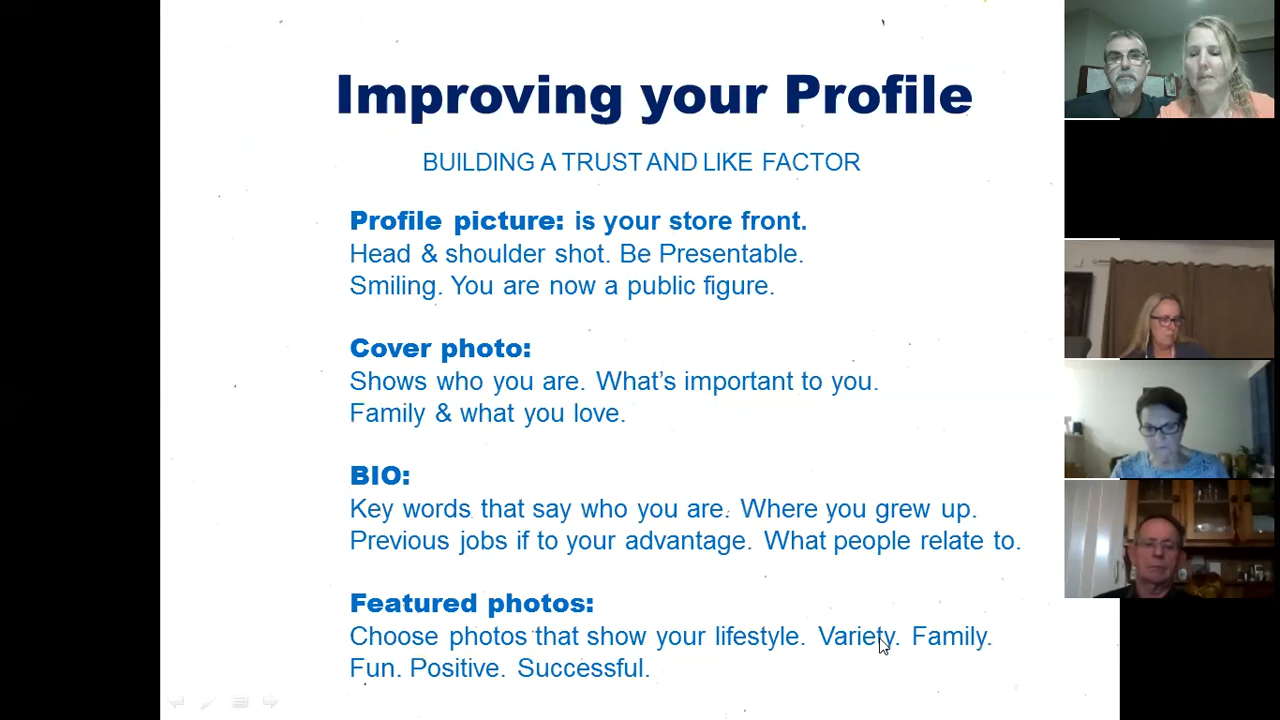 Improving your Profile
BUILDING A TRUST AND LIKE FACTOR
Profile picture: is your store front.
Head & shoulder shot. Be Presentable.
Smiling. You are now a public figure.
Cover photo:
Shows who you are. What's important to you.
Family & what you love.
BIO:
Key words that say who you are. Where you grew up.
Previous jobs if to your advantage. What people relate to.
Featured photos:
Choose photos that show your lifestyle. Variety. Family.
Fun. Positive. Successful.